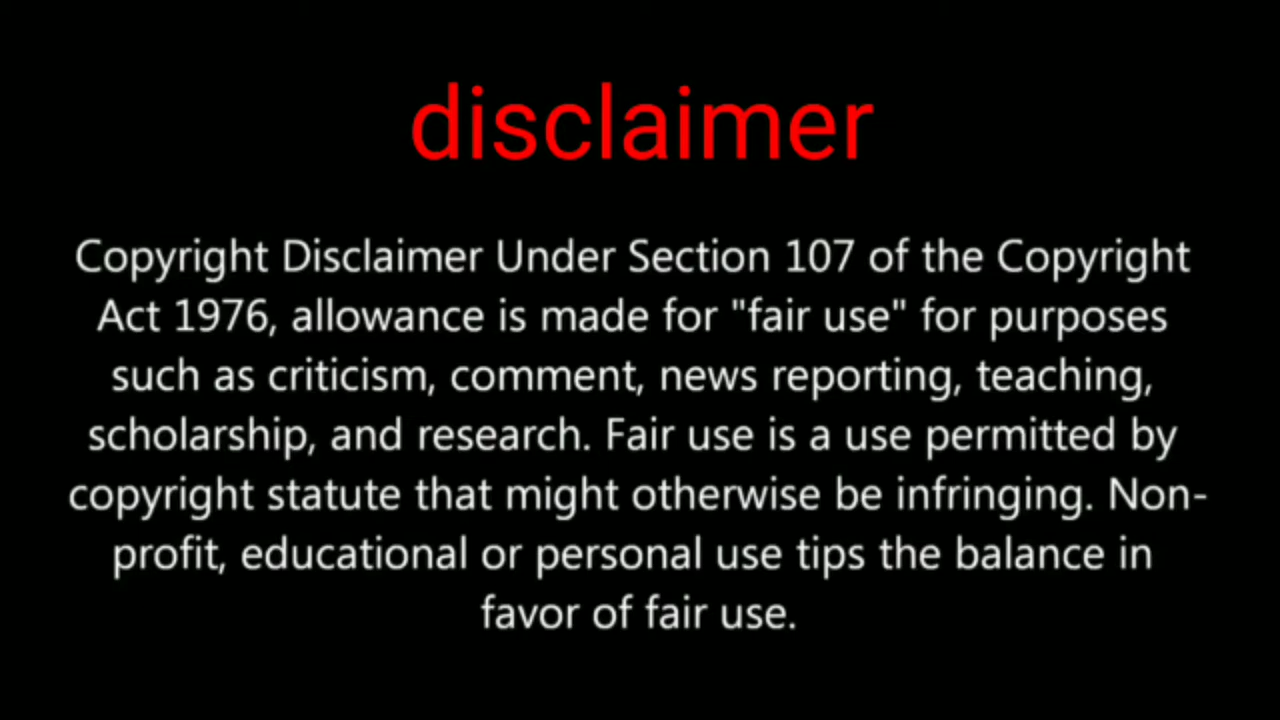 disclaimer
Copyright Disclaimer Under Section 107 of the Copyright
Act 1976, allowance is made for "fair use" for purposes
such as criticism, comment, news reporting, teaching,
scholarship, and research. Fair use is a use permitted by
copyright statute that might otherwise be infringing. Non-
profit, educational or personal use tips the balance in
favor of fair use.